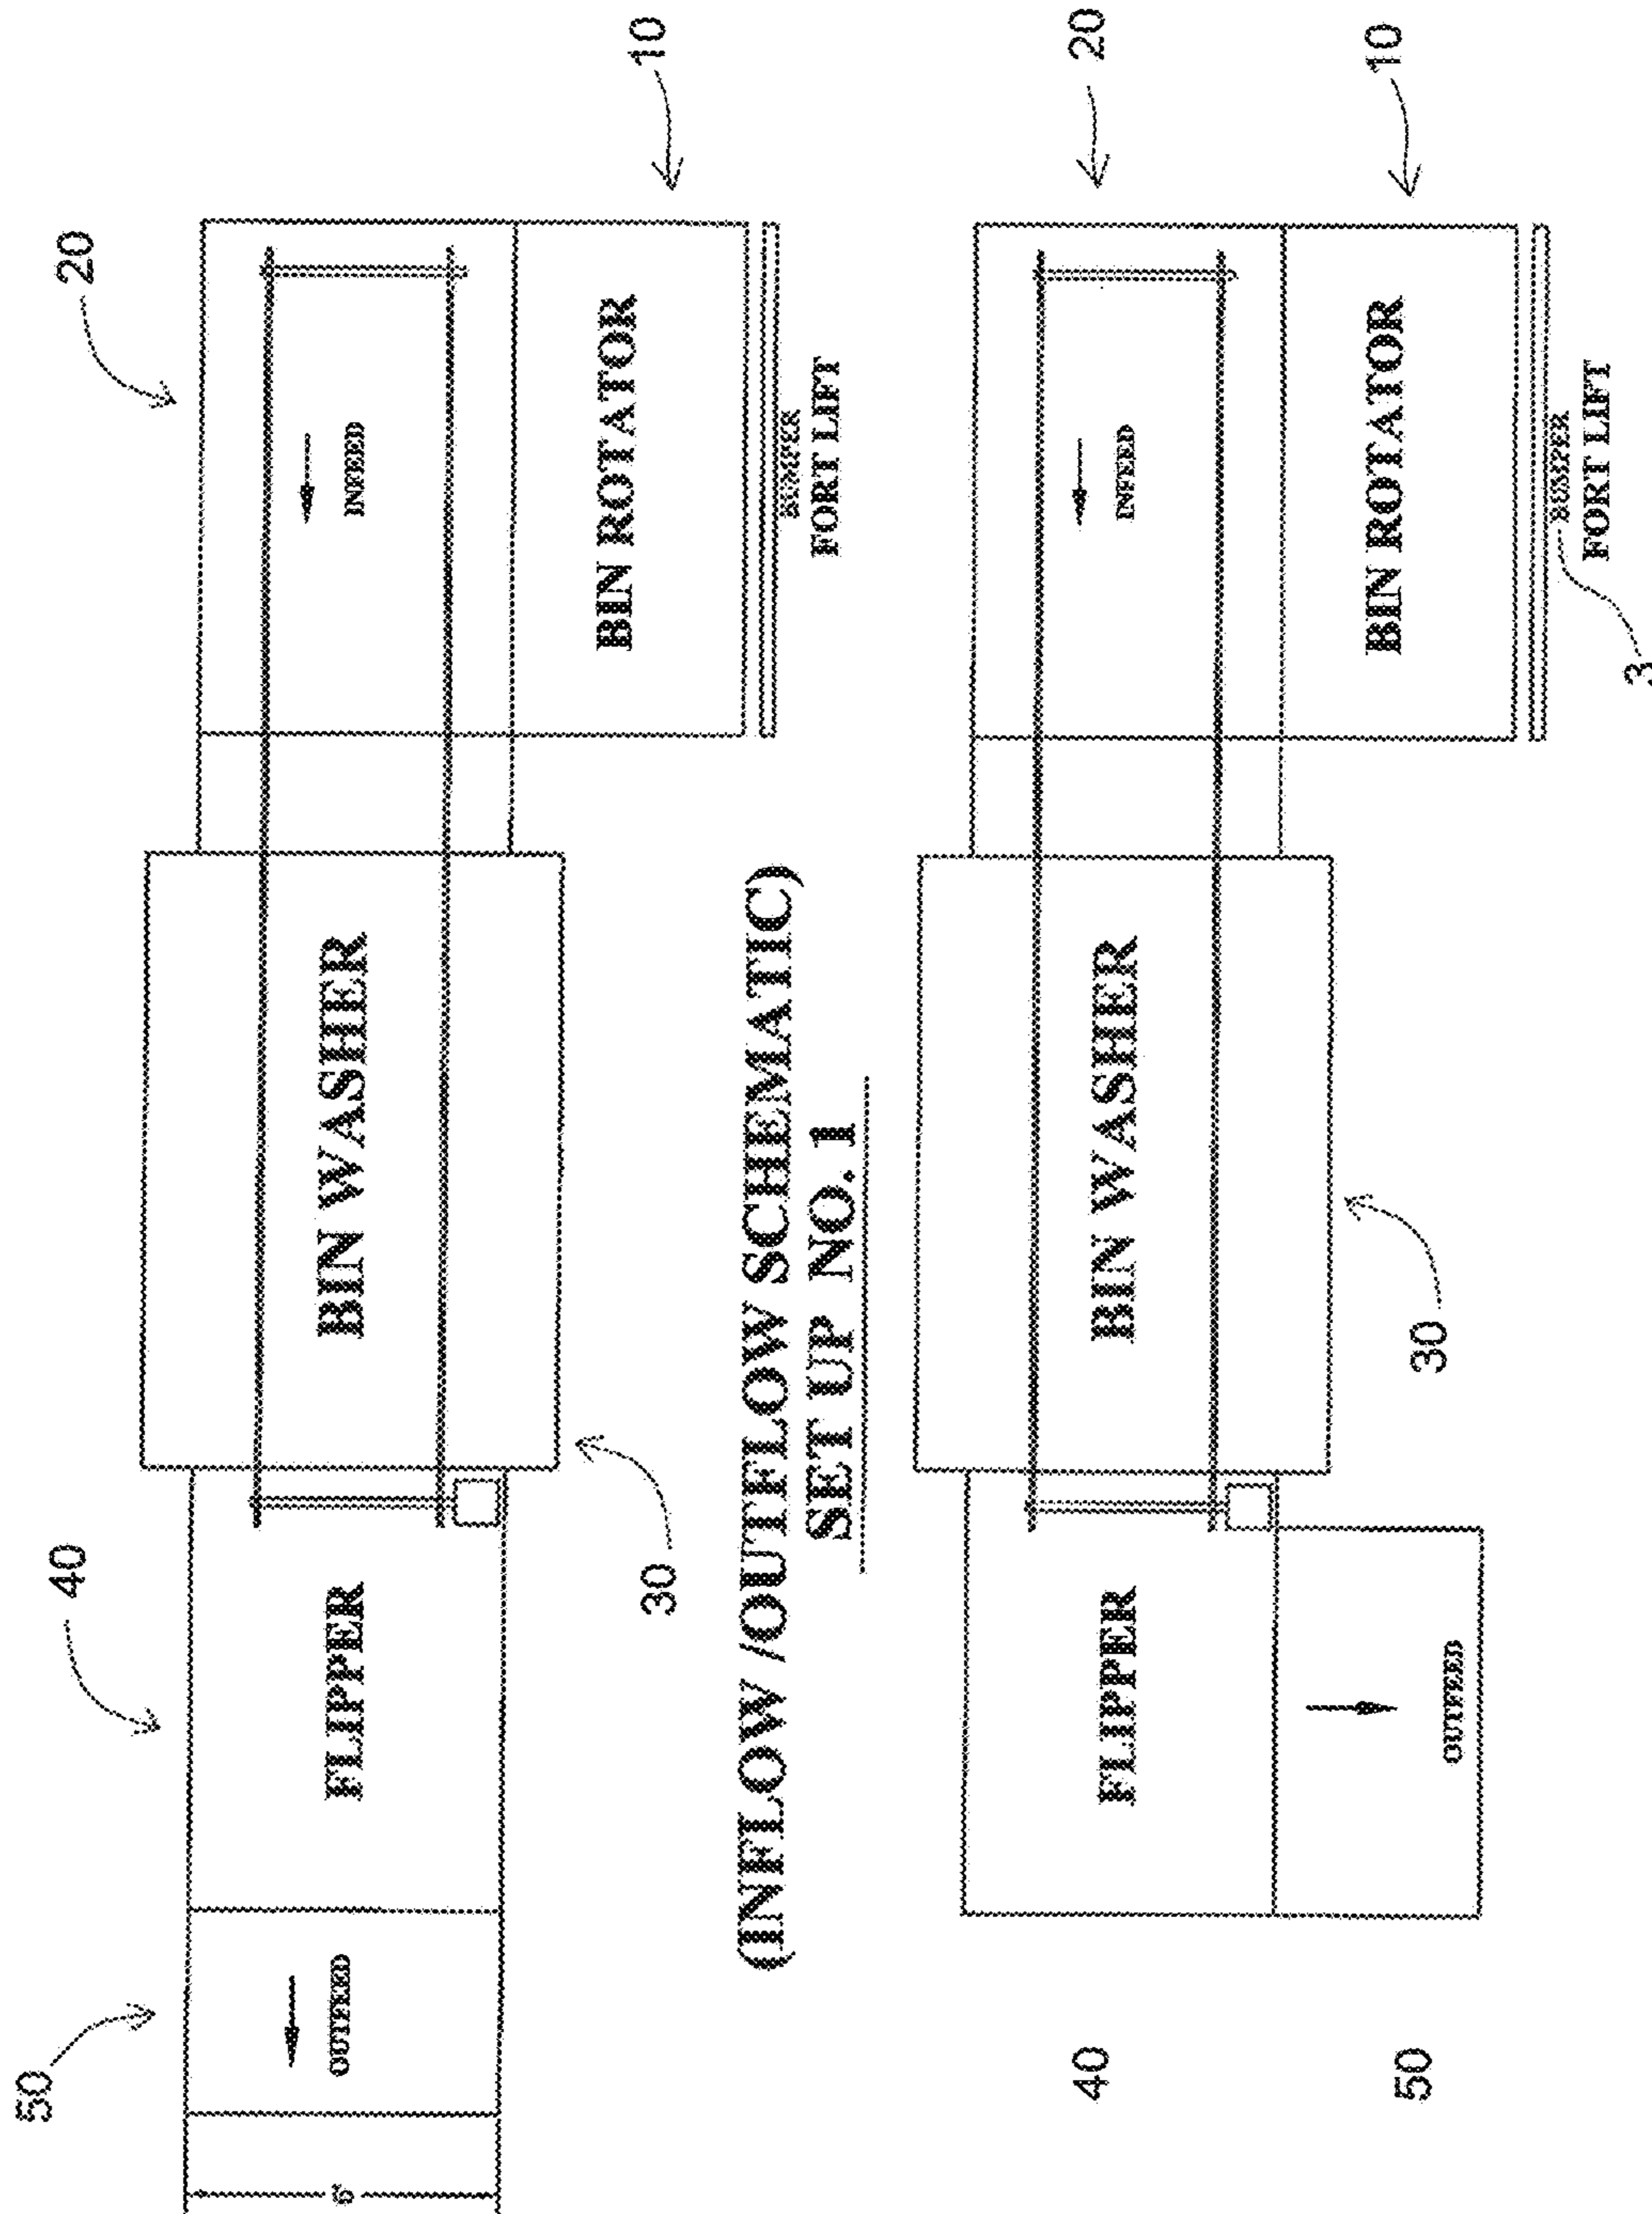 50
40
20
OUTFEED
FLIPPER
BIN WASHER
INFEED
BIN ROTATOR
30
10
BUMPER
FORT LIFT
(INFLOW /OUTFLOW SCHEMATIC)
SET UP NO. 1
40
FLIPPER
BIN WASHER
INFEED
20
50
OUTFEED
30
BIN ROTATOR
10
BUMPER
FORT LIFT
3